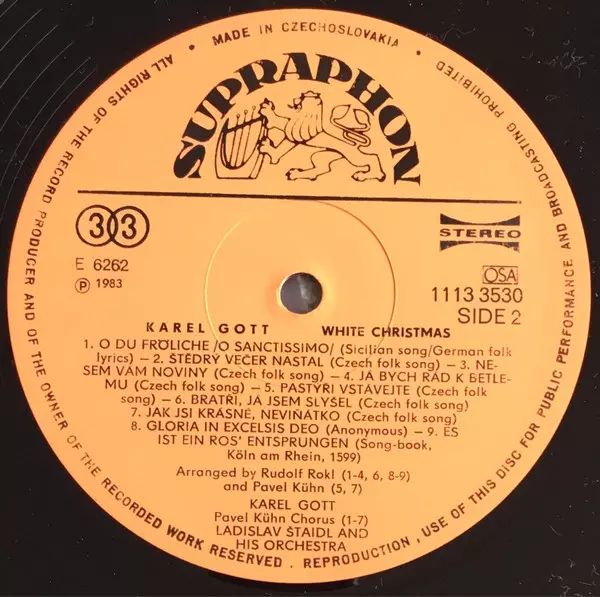 MADE IN CZECHOSLOVAKIA
ALL RIGHTS OF THE RECORD PRODUCER AND OF THE OWNER OF THE RECORDED WORK RESERVED . REPRODUCTION , USE OF THIS DISC FOR PUBLIC PERFORMANCE AND BROADCASTING PROHIBITED
SUPRAPHON
33
STEREO
E 6262
℗ 1983
OSA
1113 3530
SIDE 2
KAREL GOTT WHITE CHRISTMAS
1. O DU FRÖLICHE /O SANCTISSIMO/ (Sicilian song/German folk
lyrics) — 2. ŠTĚDRÝ VEČER NASTAL (Czech folk song) — 3. NE-
SEM VÁM NOVINY (Czech folk song) — 4. JÁ BYCH RÁD K BETLÉ-
MU (Czech folk song) — 5. PASTÝŘI VSTÁVEJTE (Czech folk
song) — 6. BRATŘI, JÁ JSEM SLYŠEL (Czech folk song)
7. JAK JSI KRÁSNÉ, NEVIŇÁTKO (Czech folk song)
8. GLORIA IN EXCELSIS DEO (Anonymous) — 9. ES
IST EIN ROS' ENTSPRUNGEN (Song-book,
Köln am Rhein, 1599)
Arranged by Rudolf Rokl (1-4, 6, 8-9)
and Pavel Kühn (5, 7)
KAREL GOTT
Pavel Kühn Chorus (1-7)
LADISLAV ŠTAIDL AND
HIS ORCHESTRA